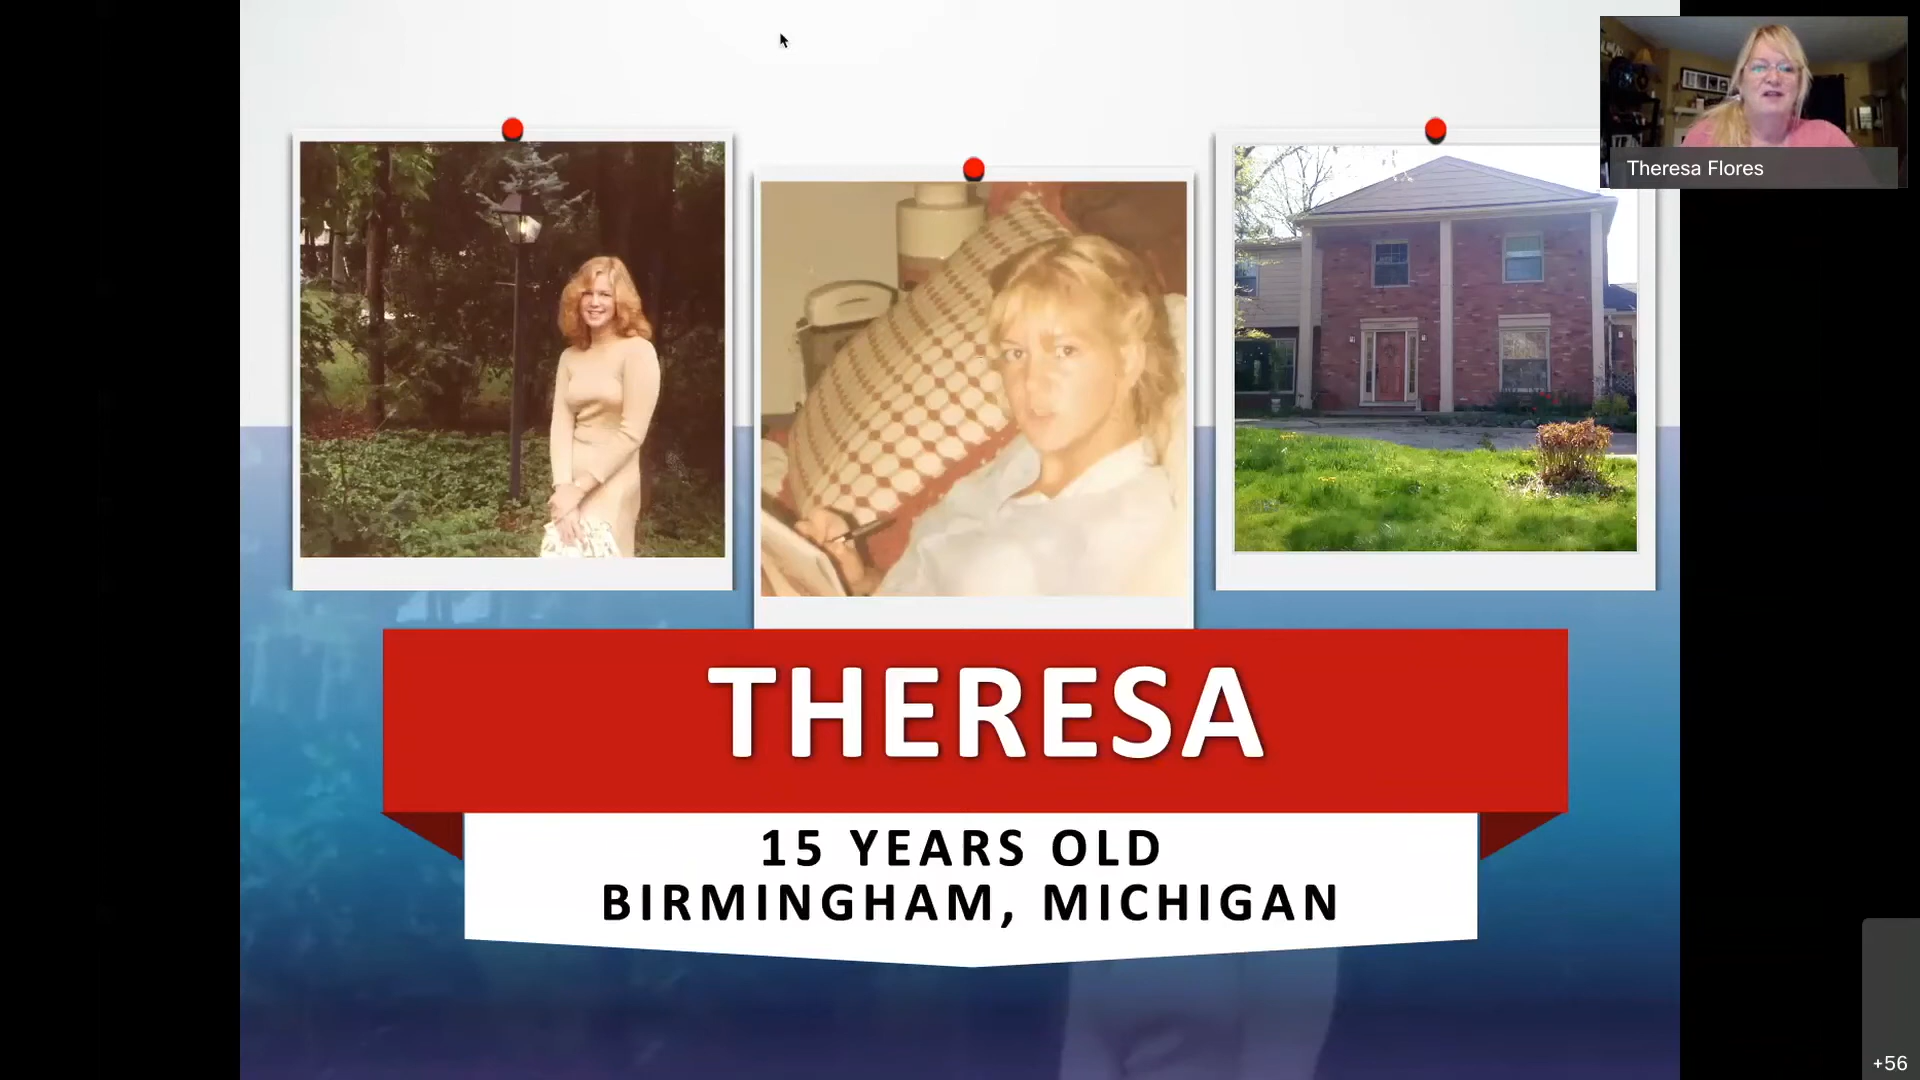 Theresa Flores
THERESA
15 YEARS OLD
BIRMINGHAM, MICHIGAN
+56